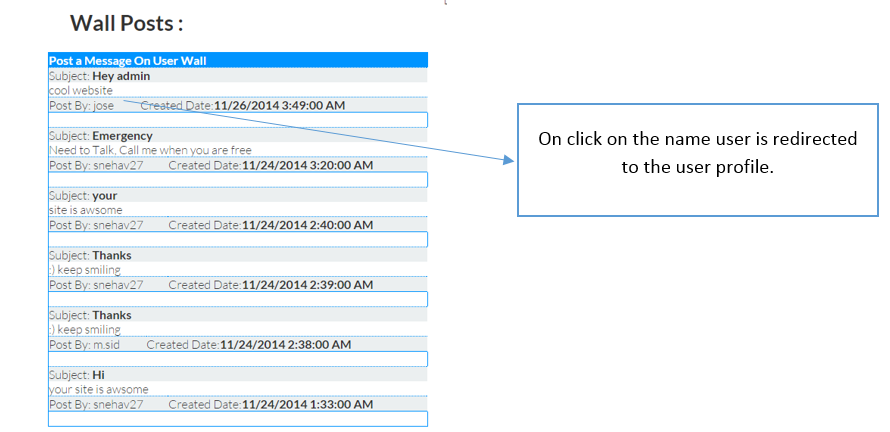 Wall Posts :
Post a Message On User Wall
Subject: Hey admin
cool website
Post By: jose Created Date:11/26/2014 3:49:00 AM
Subject: Emergency
Need to Talk, Call me when you are free
Post By: snehav27 Created Date:11/24/2014 3:20:00 AM
Subject: your
site is awsome
Post By: snehav27 Created Date:11/24/2014 2:40:00 AM
Subject: Thanks
:) keep smiling
Post By: snehav27 Created Date:11/24/2014 2:39:00 AM
Subject: Thanks
:) keep smiling
Post By: m.sid Created Date:11/24/2014 2:38:00 AM
Subject: Hi
your site is awsome
Post By: snehav27 Created Date:11/24/2014 1:33:00 AM
On click on the name user is redirected
to the user profile.